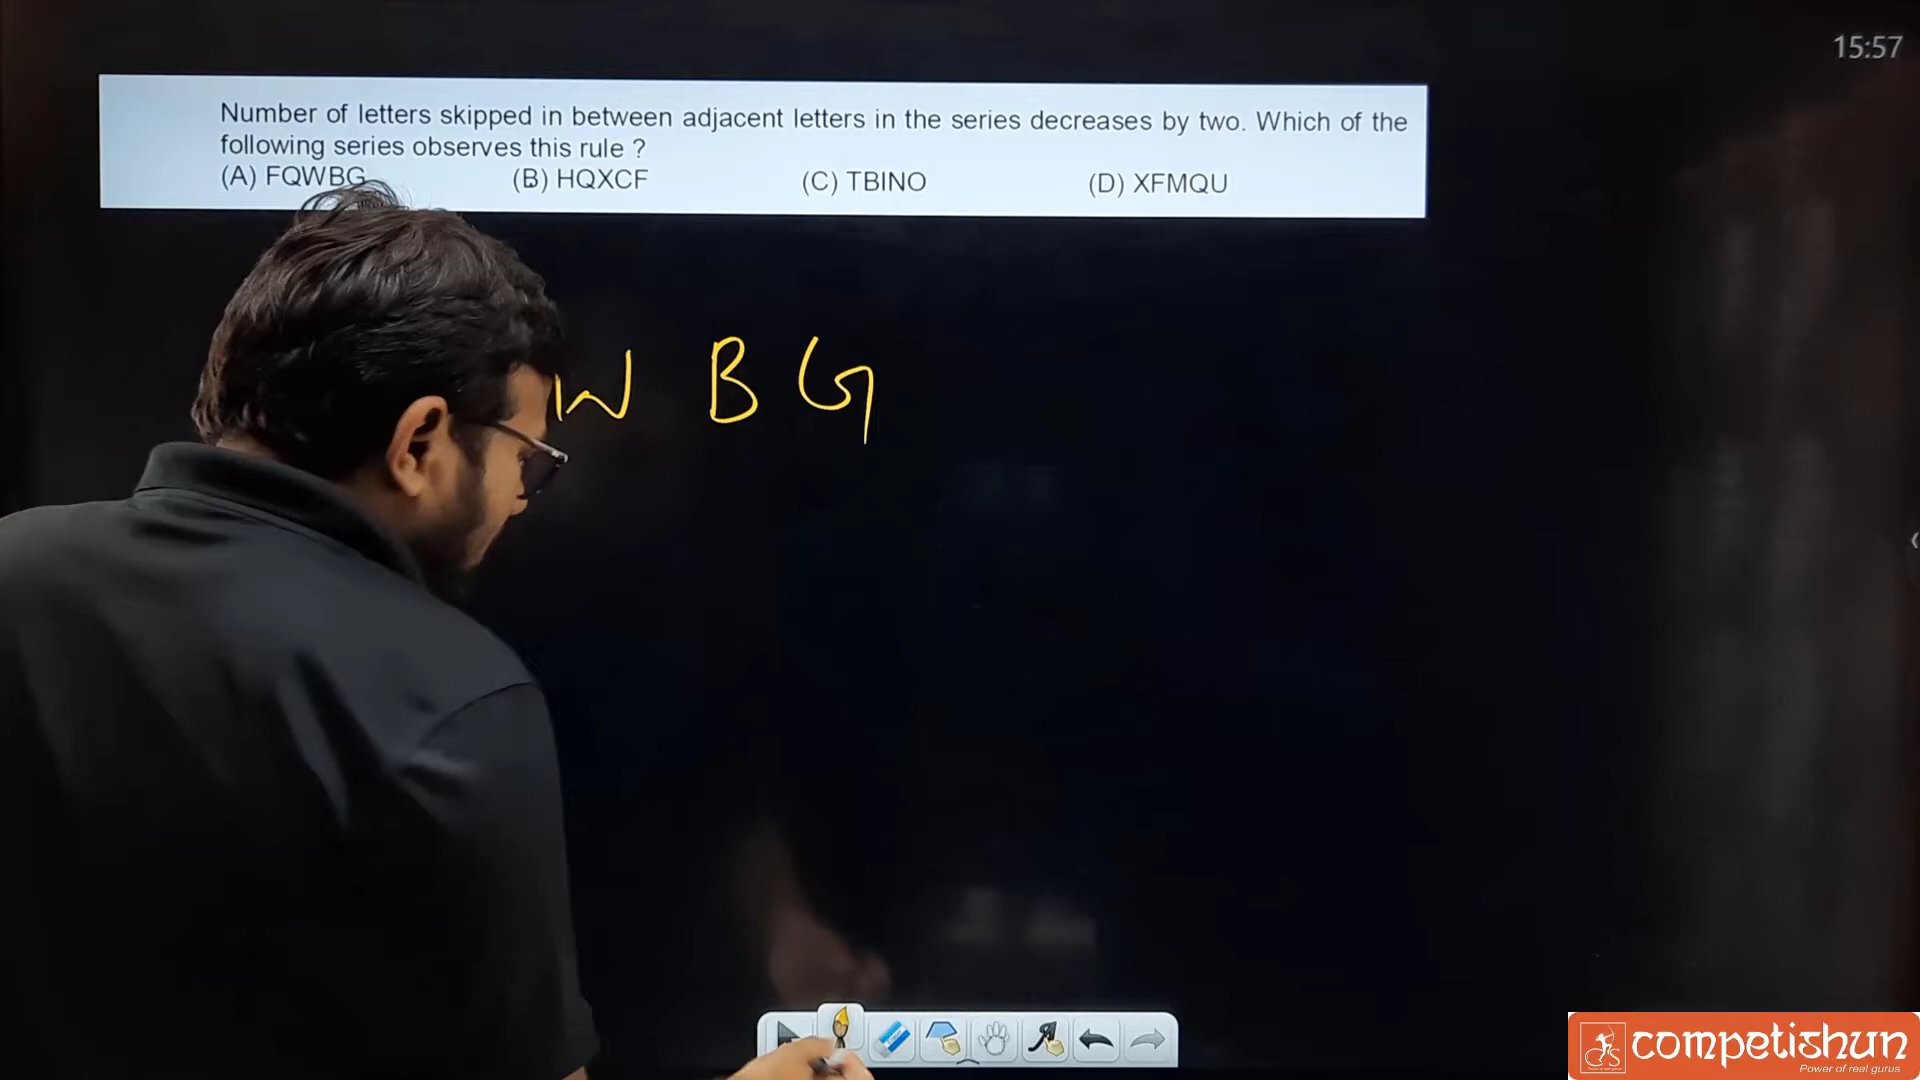 15:57
Number of letters skipped in between adjacent letters in the series decreases by two. Which of the
following series observes this rule ?
(A) FQWBG (B) HQXCF (C) TBINO (D) XFMQU
W B G
competishun
Power of real gurus